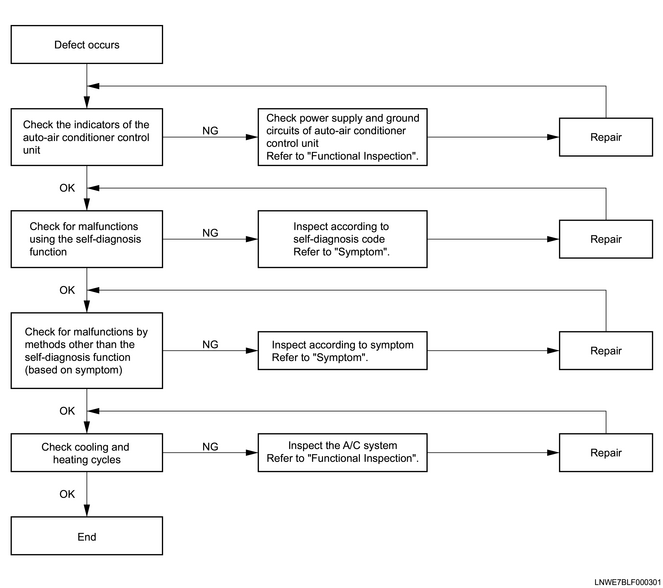 Defect occurs
Check the indicators of the
auto-air conditioner control
unit
NG
Check power supply and ground
circuits of auto-air conditioner
control unit
Refer to "Functional Inspection".
Repair
OK
Check for malfunctions
using the self-diagnosis
function
NG
Inspect according to
self-diagnosis code
Refer to "Symptom".
Repair
OK
Check for malfunctions by
methods other than the
self-diagnosis function
(based on symptom)
NG
Inspect according to symptom
Refer to "Symptom".
Repair
OK
Check cooling and
heating cycles
NG
Inspect the A/C system
Refer to "Functional Inspection".
Repair
OK
End
LNWE7BLF000301